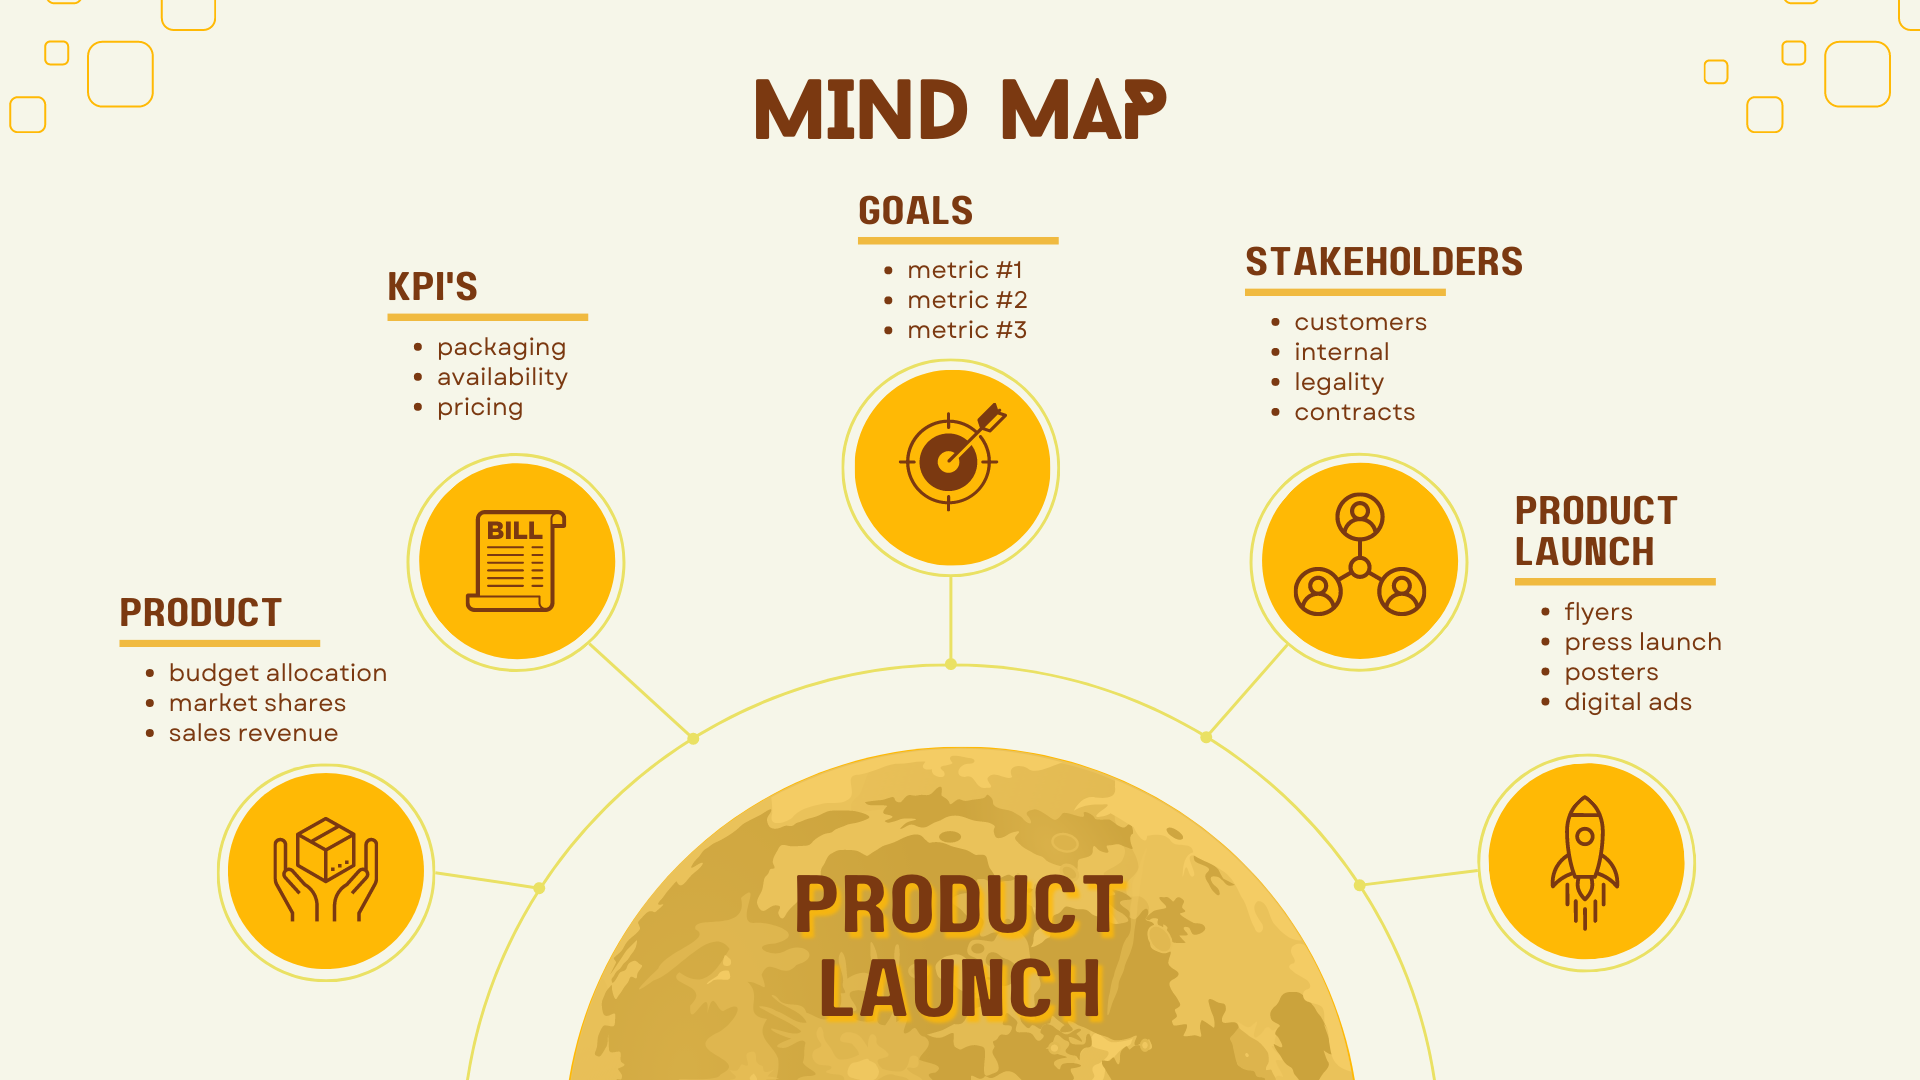 MIND MAP
GOALS
metric #1
metric #2
metric #3
STAKEHOLDERS
customers
internal
legality
contracts
KPI'S
packaging
availability
pricing
BILL
PRODUCT
LAUNCH
flyers
press launch
posters
digital ads
PRODUCT
budget allocation
market shares
sales revenue
PRODUCT
LAUNCH